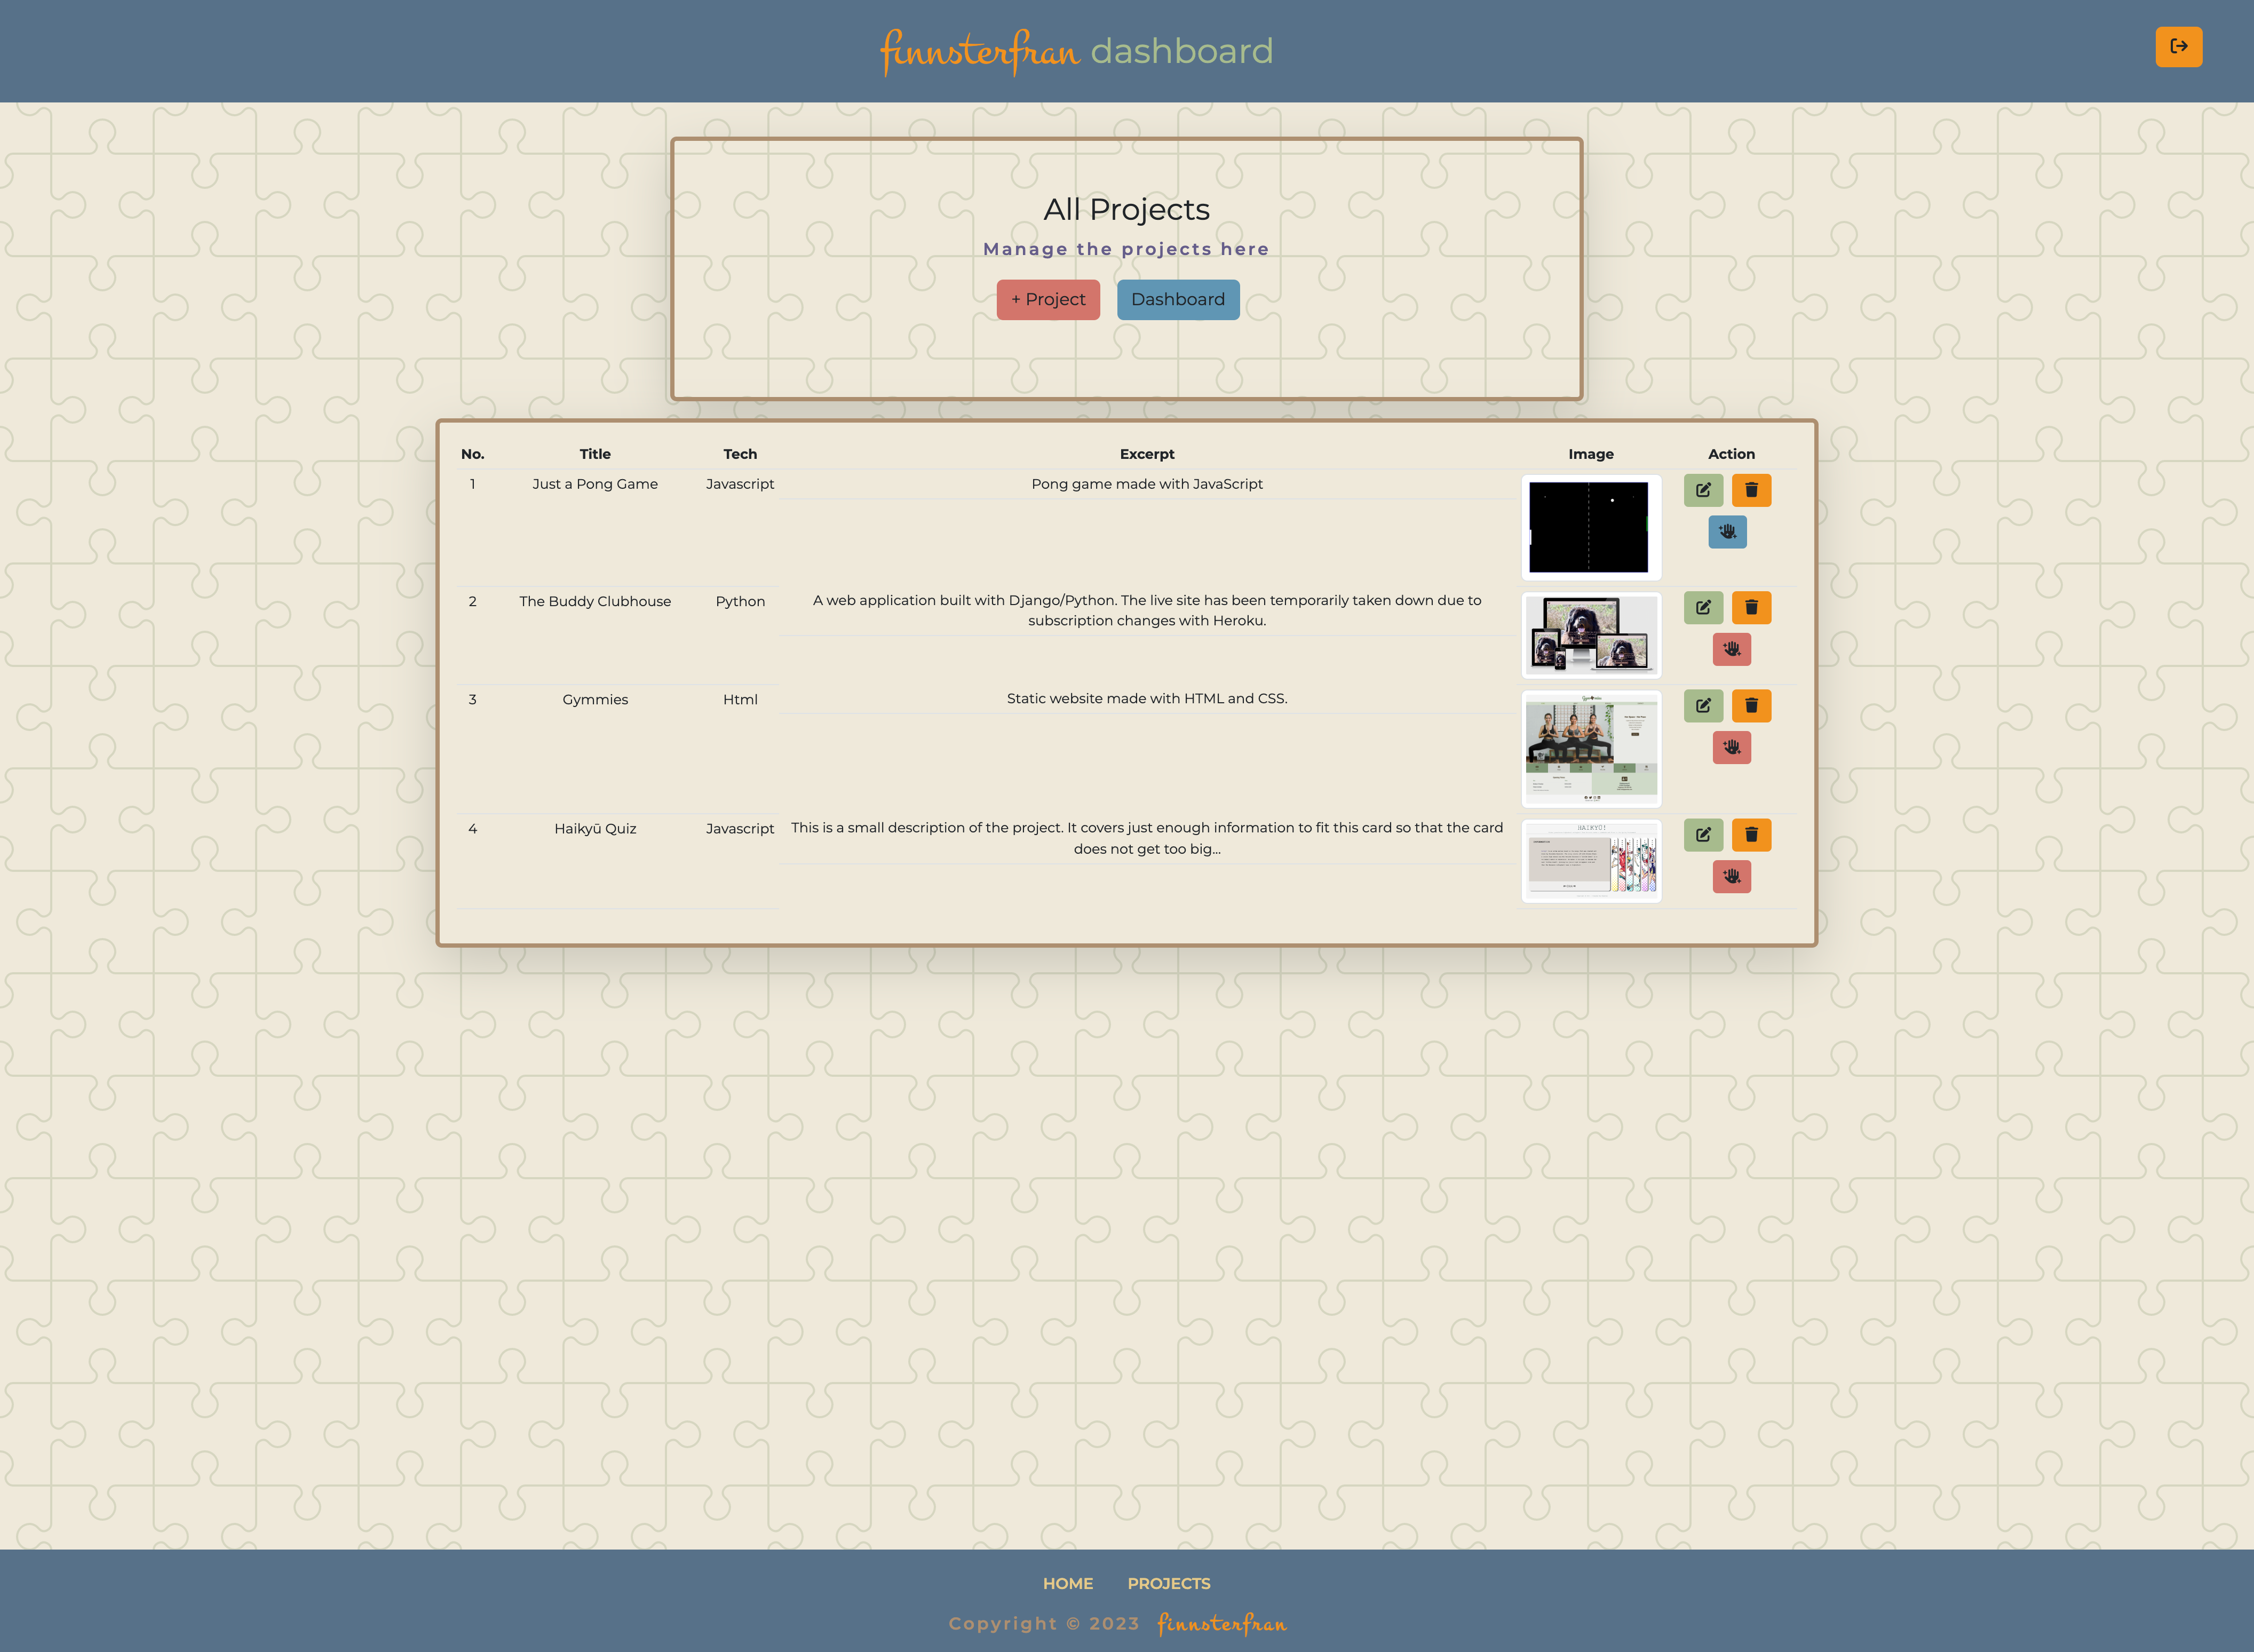 finnsterfran dashboard
All Projects
Manage the projects here
+ Project Dashboard
No. Title Tech Excerpt Image Action
1 Just a Pong Game Javascript Pong game made with JavaScript
2 The Buddy Clubhouse Python A web application built with Django/Python. The live site has been temporarily taken down due to
subscription changes with Heroku.
3 Gymmies Html Static website made with HTML and CSS.
4 Haikyū Quiz Javascript This is a small description of the project. It covers just enough information to fit this card so that the card
does not get too big...
HAIKYŪ!
HOME PROJECTS
Copyright © 2023 finnsterfran